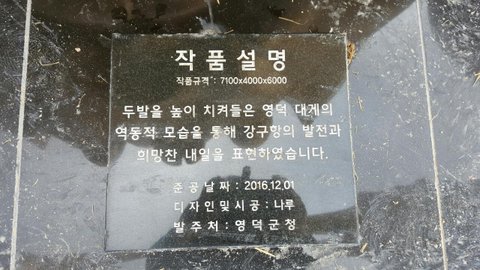 작품설명
작품규격 : 7100x4000x6000
두발을 높이 치켜들은 영덕 대게의
역동적 모습을 통해 강구항의 발전과
희망찬 내일을 표현하였습니다.
준공날짜 : 2016.12.01
디자인및시공 : 나루
발주처 : 영덕군청